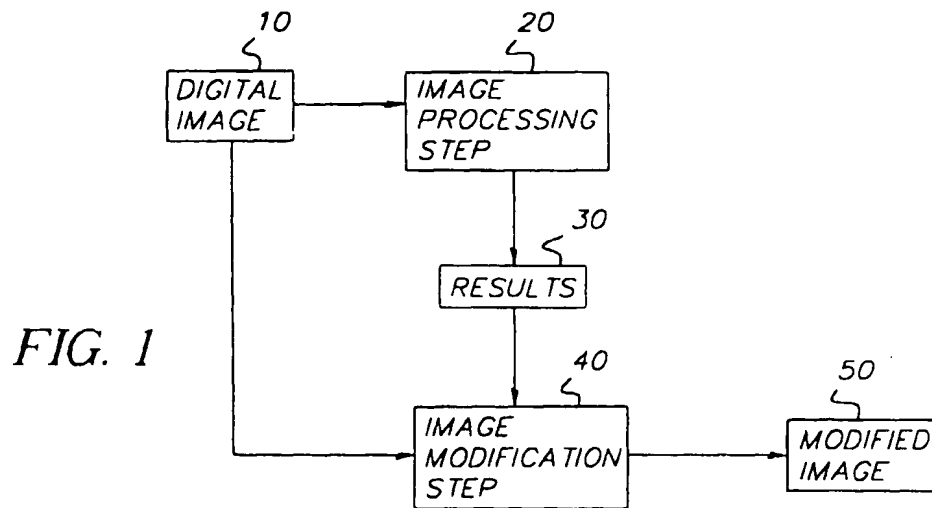 10
20
DIGITAL
IMAGE
IMAGE
PROCESSING
STEP
30
RESULTS
FIG. 1
40
50
IMAGE
MODIFICATION
STEP
MODIFIED
IMAGE